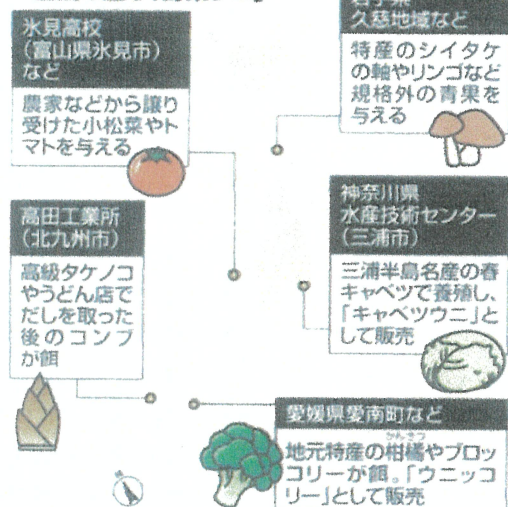 氷見高校
(富山県氷見市)
など
農家などから譲り
受けた小松菜やト
マトを与える
久慈地域など
特産のシイタケ
の軸やリンゴなど
規格外の青果を
与える
高田工業所
(北九州市)
高級タケノコ
やうどん店で
だしを取った
後のコンブ
が餌
神奈川県
水産技術センター
(三浦市)
三浦半島名産の春
キャベツで養殖し、
「キャベツウニ」と
して販売
愛媛県愛南町など
かんきつ
地元特産の柑橘やブロッ
コリーが餌。「ウニッコ
リー」として販売